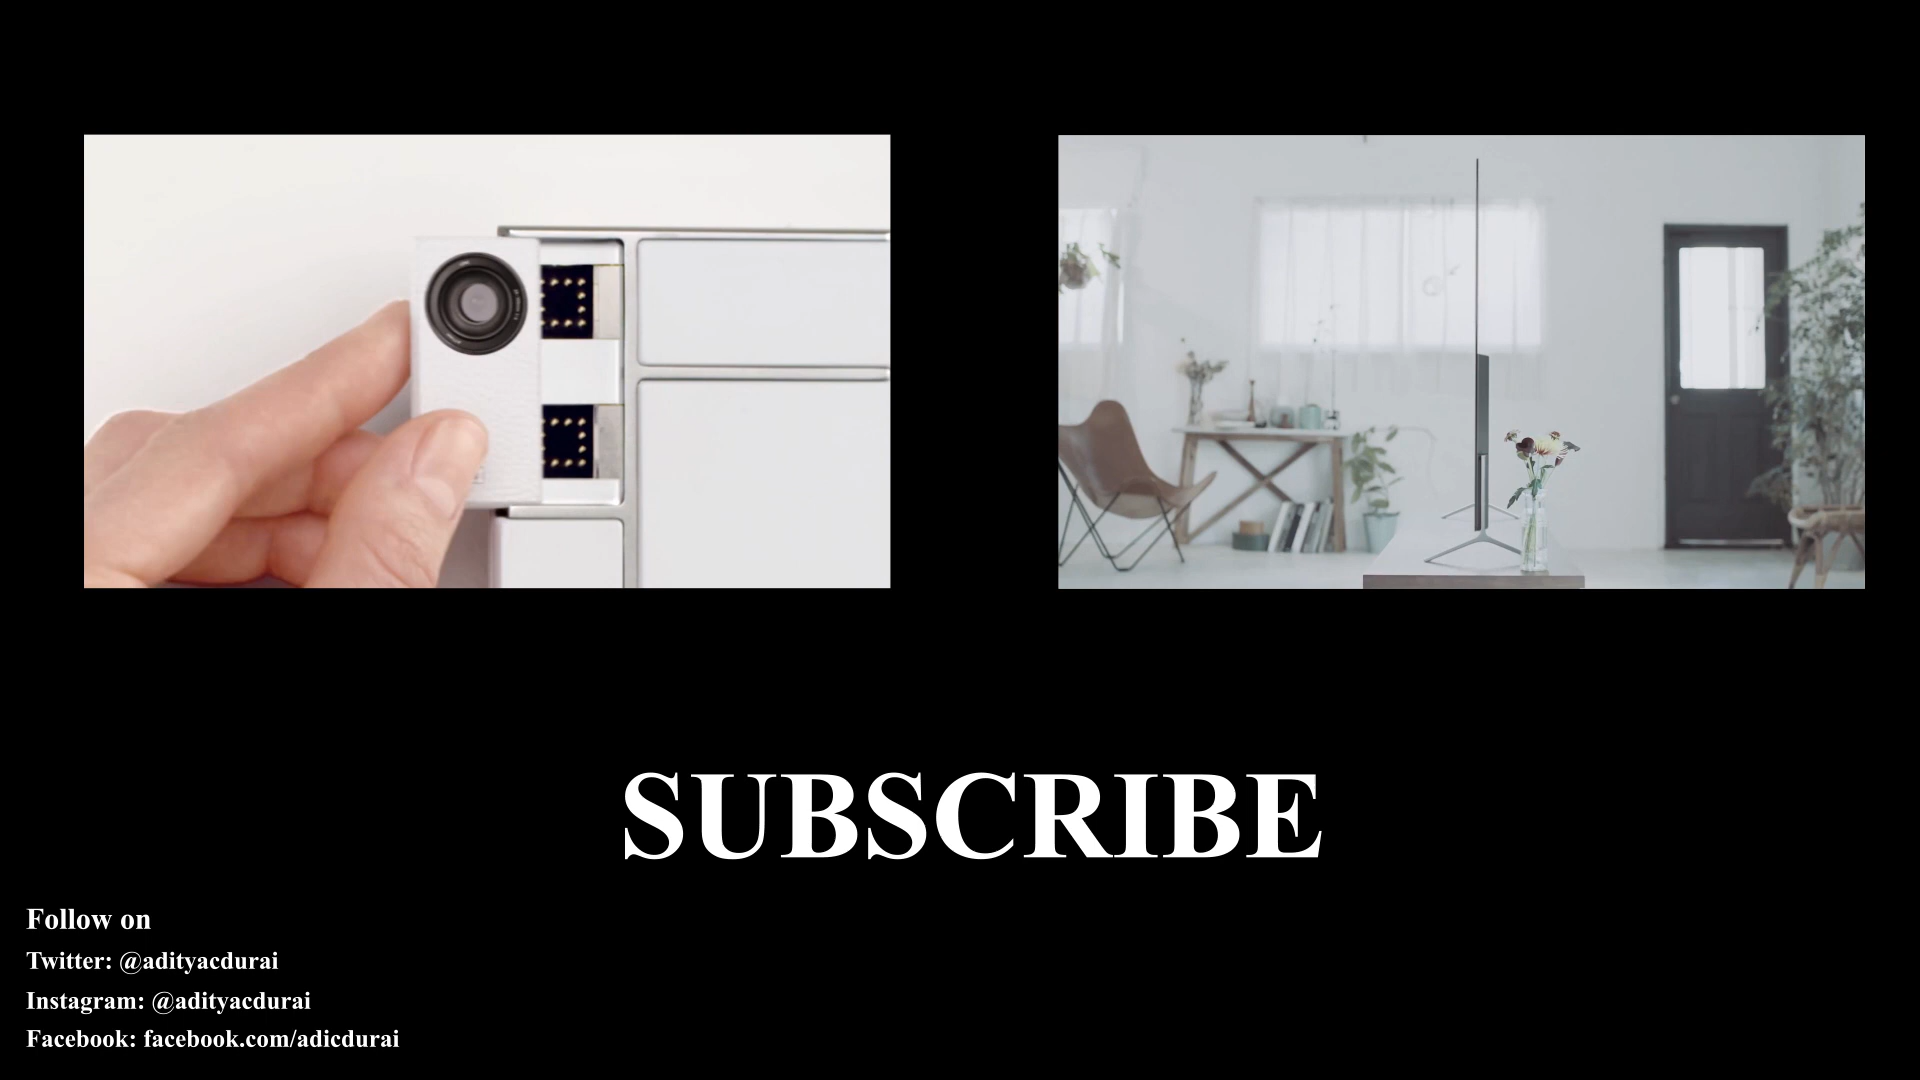 SUBSCRIBE
Follow on
Twitter: @adityacdurai
Instagram: @adityacdurai
Facebook: facebook.com/adicdurai